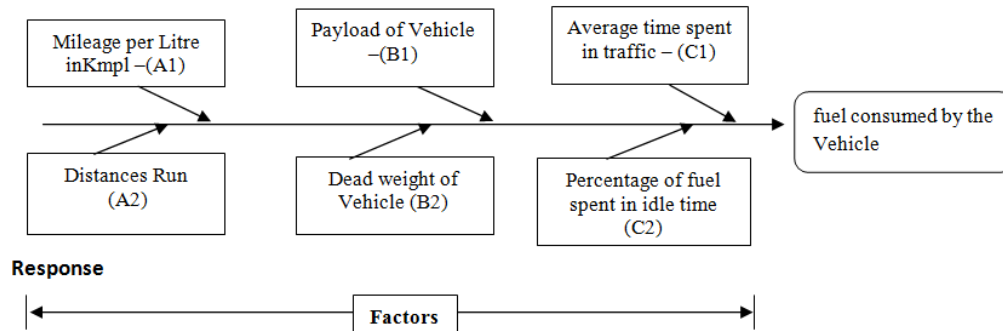 Mileage per Litre
inKmpl –(A1)
Payload of Vehicle
–(B1)
Average time spent
in traffic – (C1)
fuel consumed by the
Vehicle
Distances Run
(A2)
Dead weight of
Vehicle (B2)
Percentage of fuel
spent in idle time
(C2)
Response
Factors